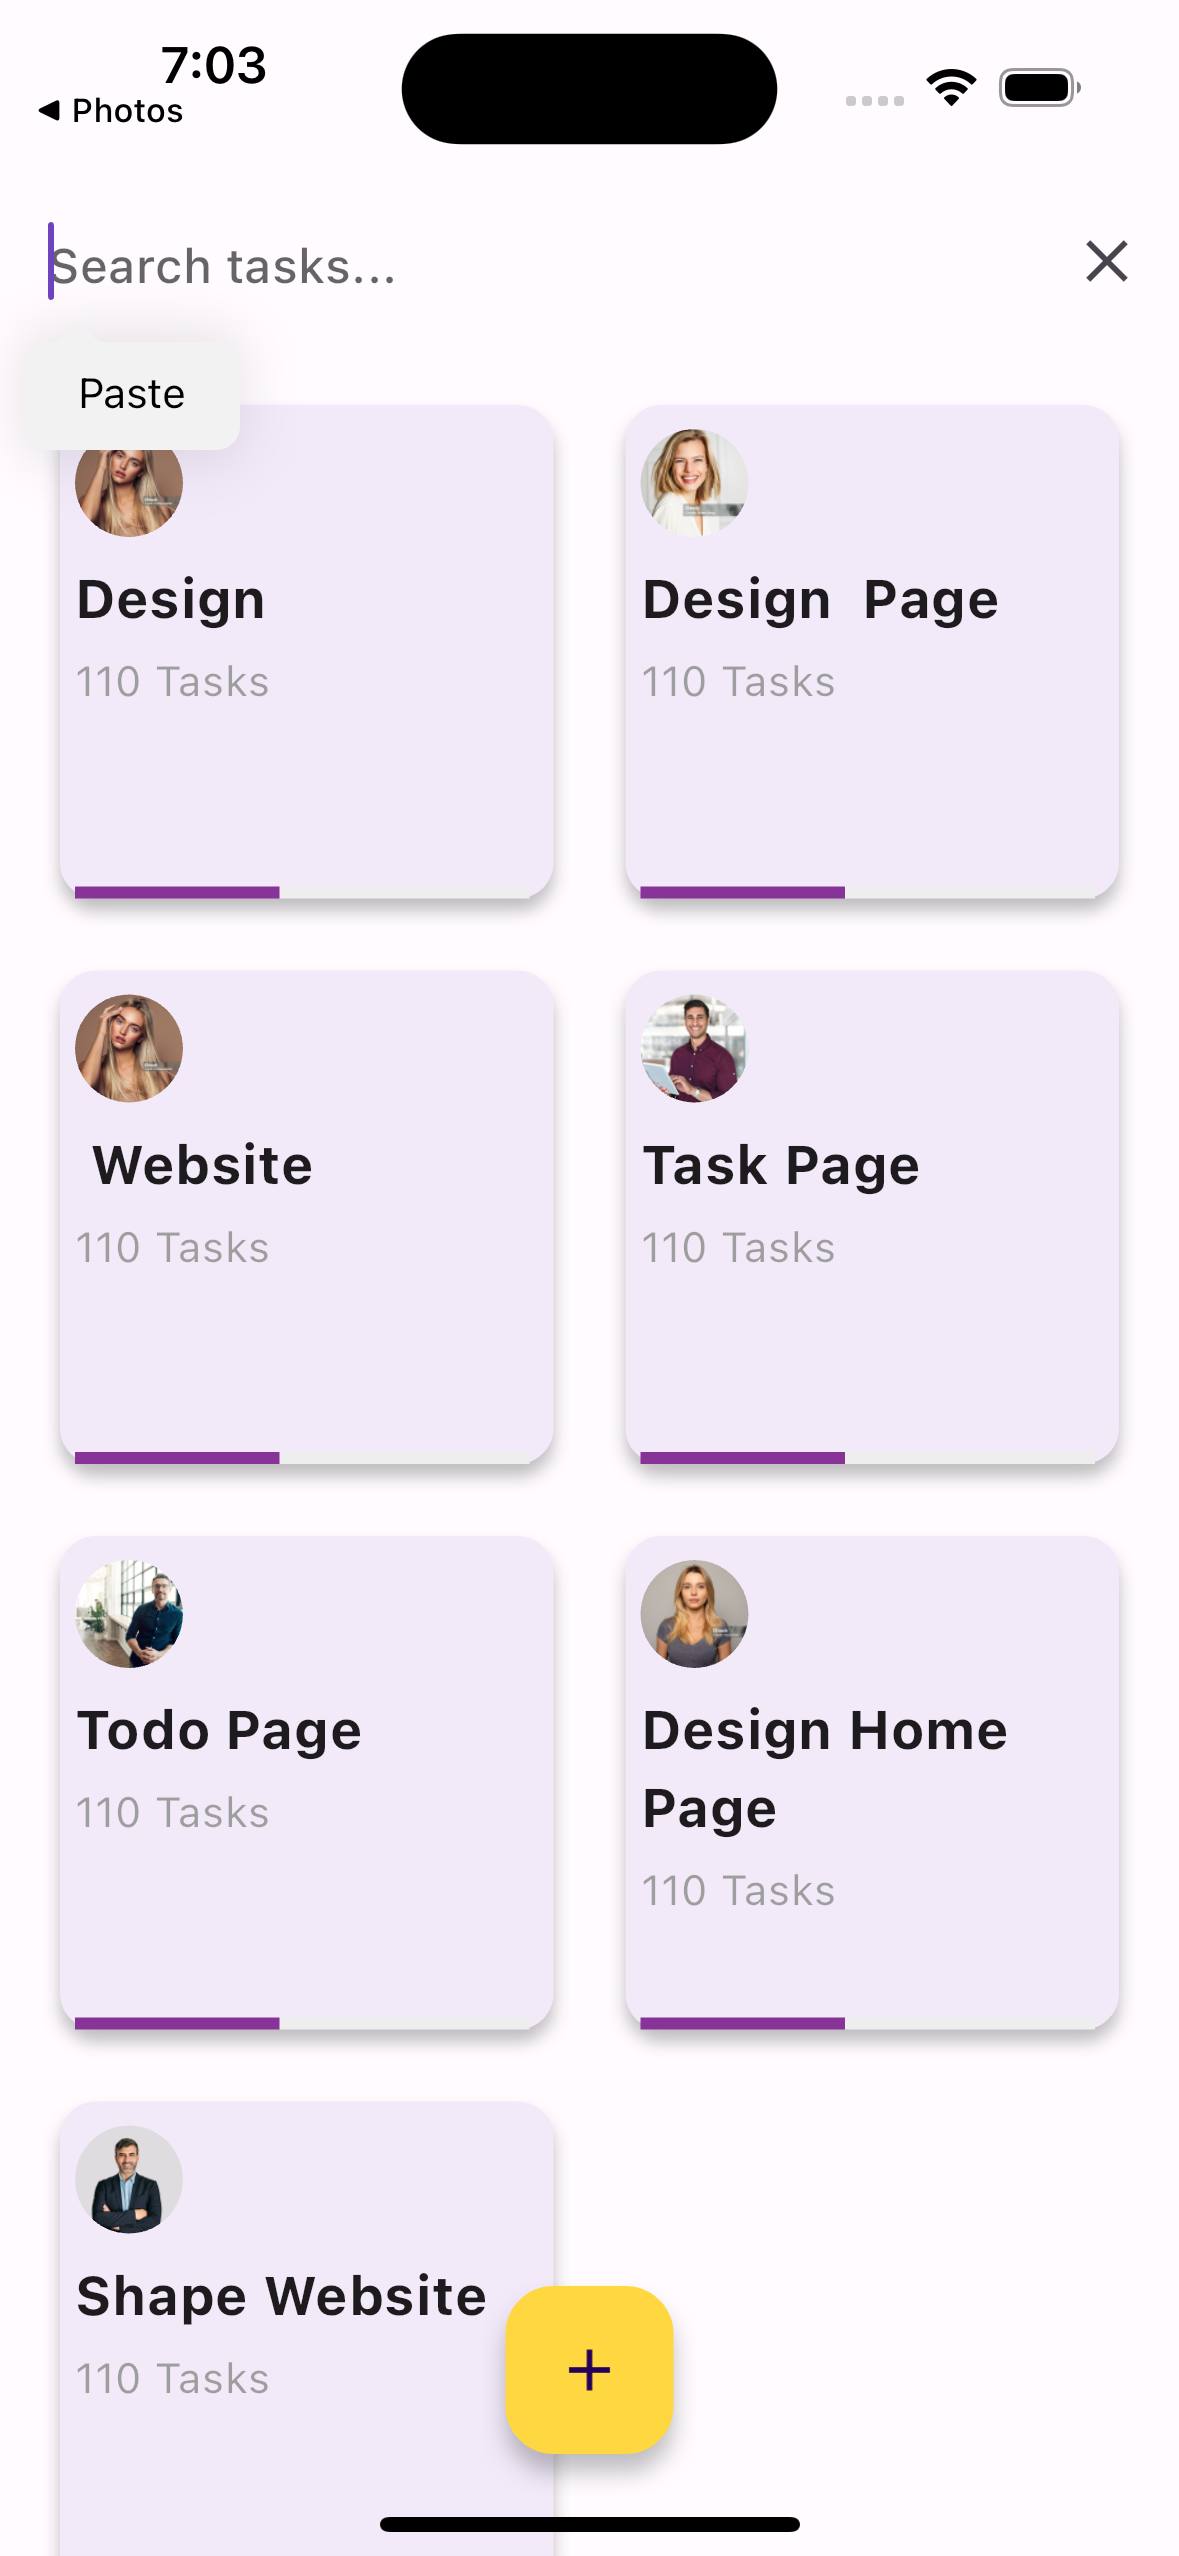 7:03
◀ Photos
Search tasks...
Paste
Design
110 Tasks
Design  Page
110 Tasks
Website
110 Tasks
Task Page
110 Tasks
Todo Page
110 Tasks
Design Home
Page
110 Tasks
Shape Website
110 Tasks
+